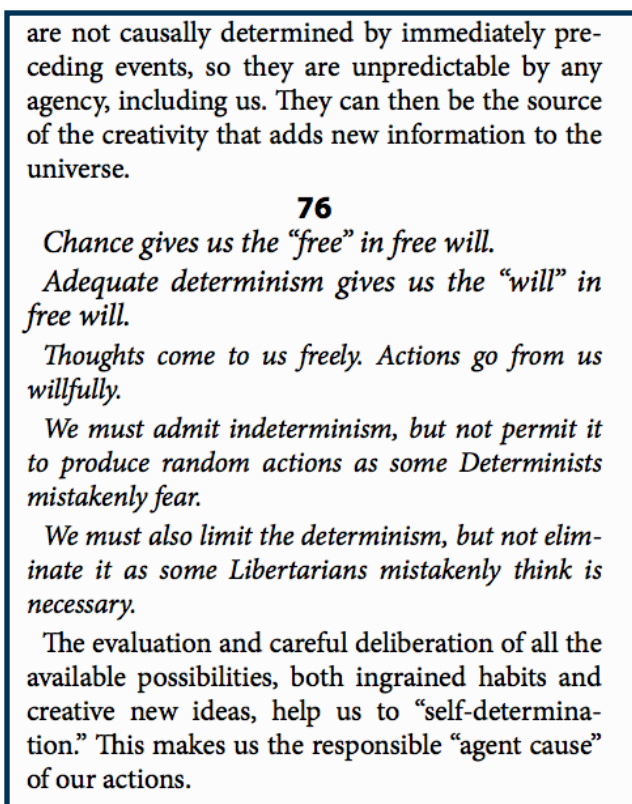 are not causally determined by immediately pre-
ceding events, so they are unpredictable by any
agency, including us. They can then be the source
of the creativity that adds new information to the
universe.
76
Chance gives us the “free” in free will.
Adequate determinism gives us the “will” in
free will.
Thoughts come to us freely. Actions go from us
willfully.
We must admit indeterminism, but not permit it
to produce random actions as some Determinists
mistakenly fear.
We must also limit the determinism, but not elim-
inate it as some Libertarians mistakenly think is
necessary.
The evaluation and careful deliberation of all the
available possibilities, both ingrained habits and
creative new ideas, help us to “self-determina-
tion.” This makes us the responsible “agent cause”
of our actions.